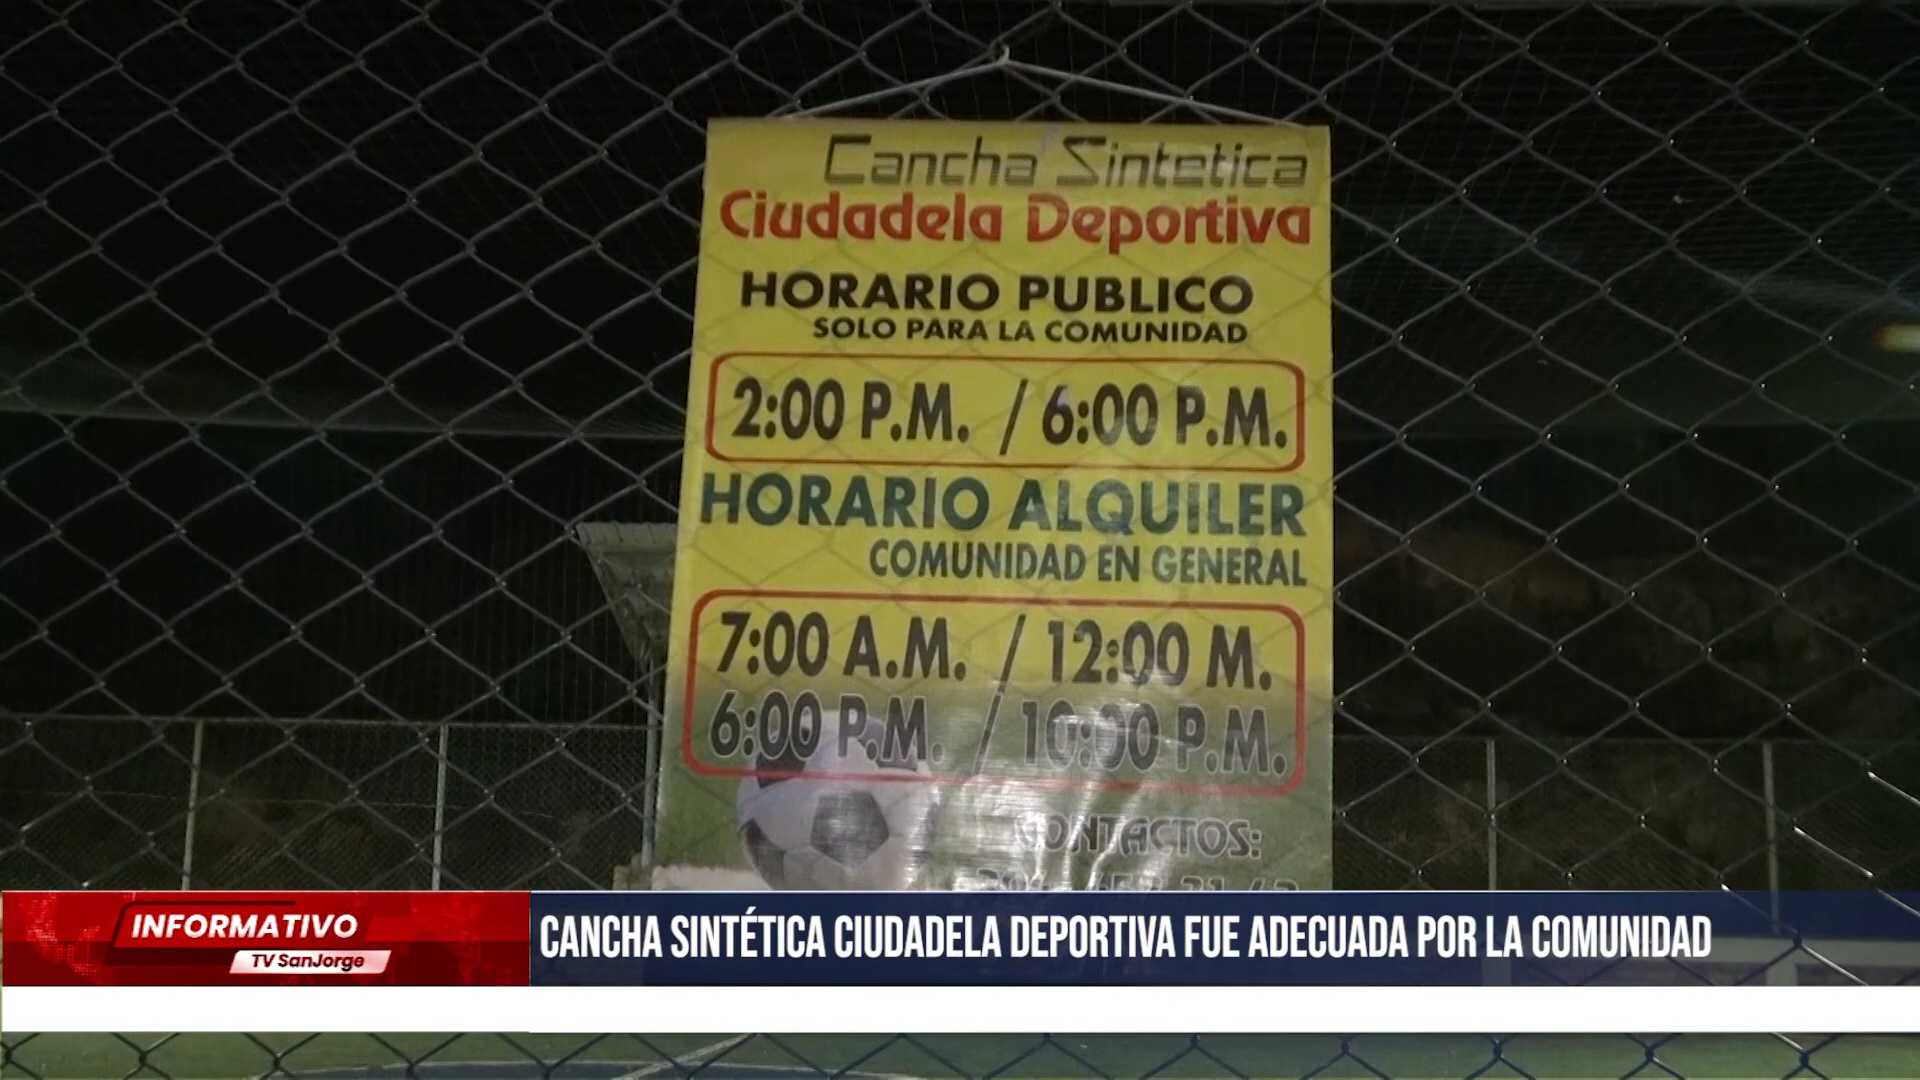 Cancha Sintetica
Ciudadela Deportiva
HORARIO PUBLICO
SOLO PARA LA COMUNIDAD
2:00 P.M. / 6:00 P.M.
HORARIO ALQUILER
COMUNIDAD EN GENERAL
7:00 A.M. / 12:00 M.
6:00 P.M. / 10:00 P.M.
CONTACTOS:
INFORMATIVO
TV SanJorge
CANCHA SINTÉTICA CIUDADELA DEPORTIVA FUE ADECUADA POR LA COMUNIDAD